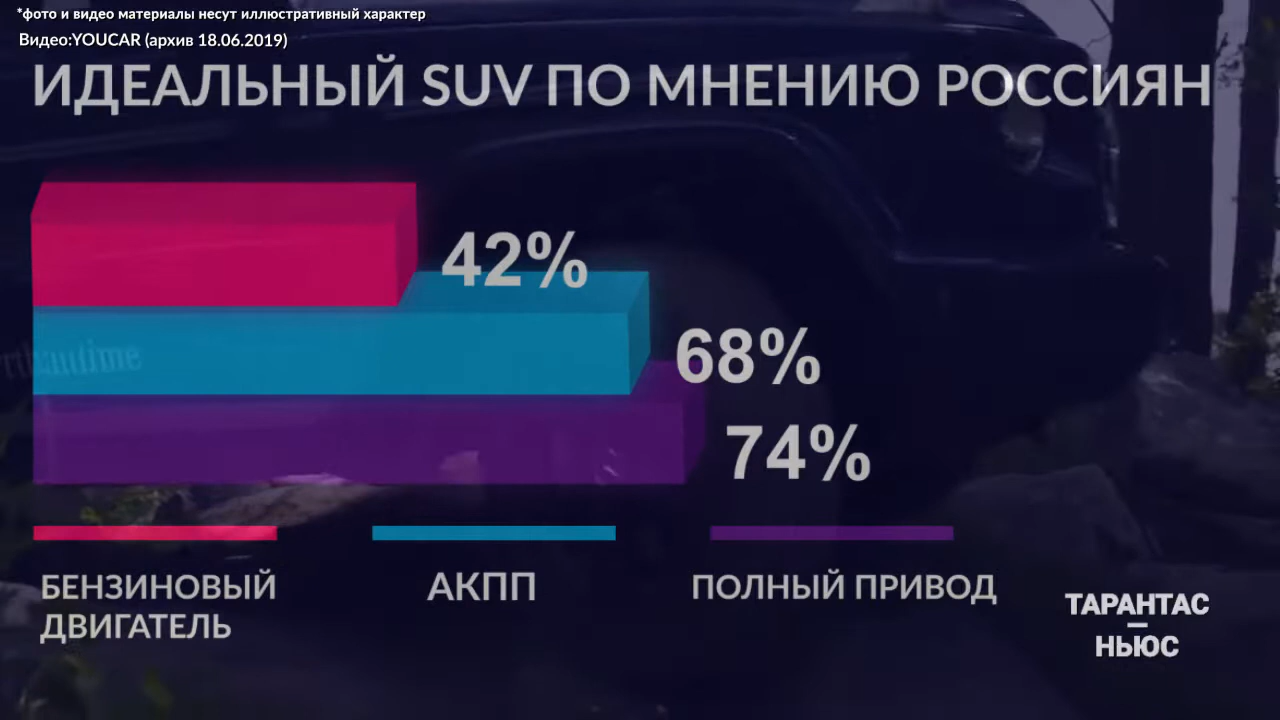 *фото и видео материалы несут иллюстративный характер
Видео:YOUCAR (архив 18.06.2019)
ИДЕАЛЬНЫЙ SUV ПО МНЕНИЮ РОССИЯН
42%
68%
74%
БЕНЗИНОВЫЙ
ДВИГАТЕЛЬ
АКПП
ПОЛНЫЙ ПРИВОД
ТАРАНТАС
–
НЬЮС